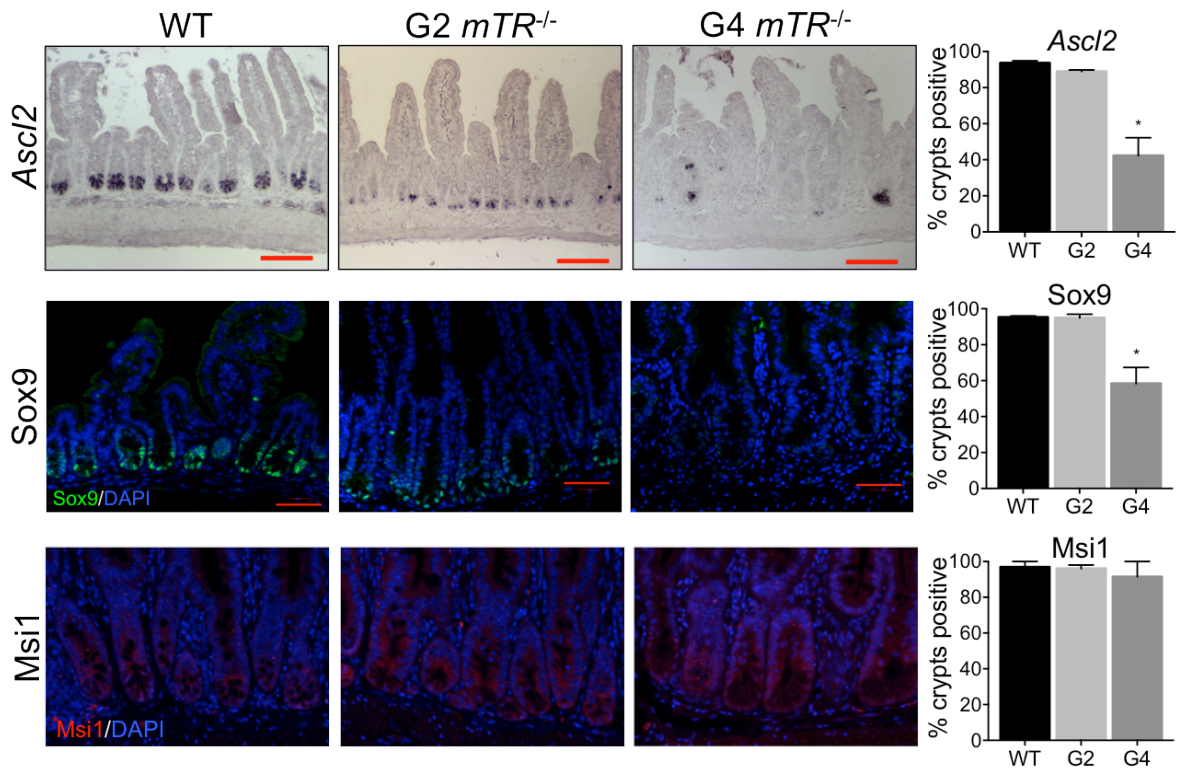 WT
G2 mTR-/-
G4 mTR-/-
Ascl2
Ascl2
% crypts positive
100
80
60
40
20
0
*
WT
G2
G4
Sox9
Sox9/DAPI
Sox9
% crypts positive
100
80
60
40
20
0
*
WT
G2
G4
Msi1
Msi1/DAPI
Msi1
% crypts positive
100
80
60
40
20
0
WT
G2
G4